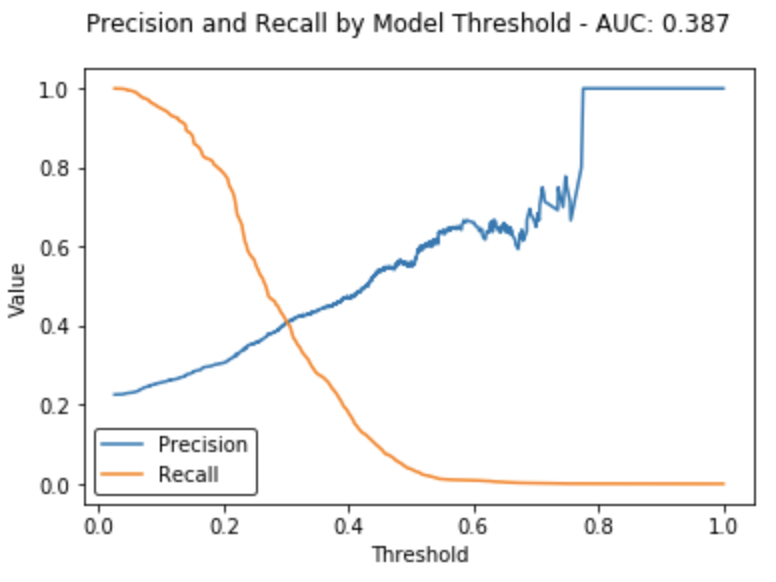 Precision and Recall by Model Threshold - AUC: 0.387
1.0
0.8
0.6
0.4
0.2
0.0
Value
Precision
Recall
0.0 0.2 0.4 0.6 0.8 1.0
Threshold